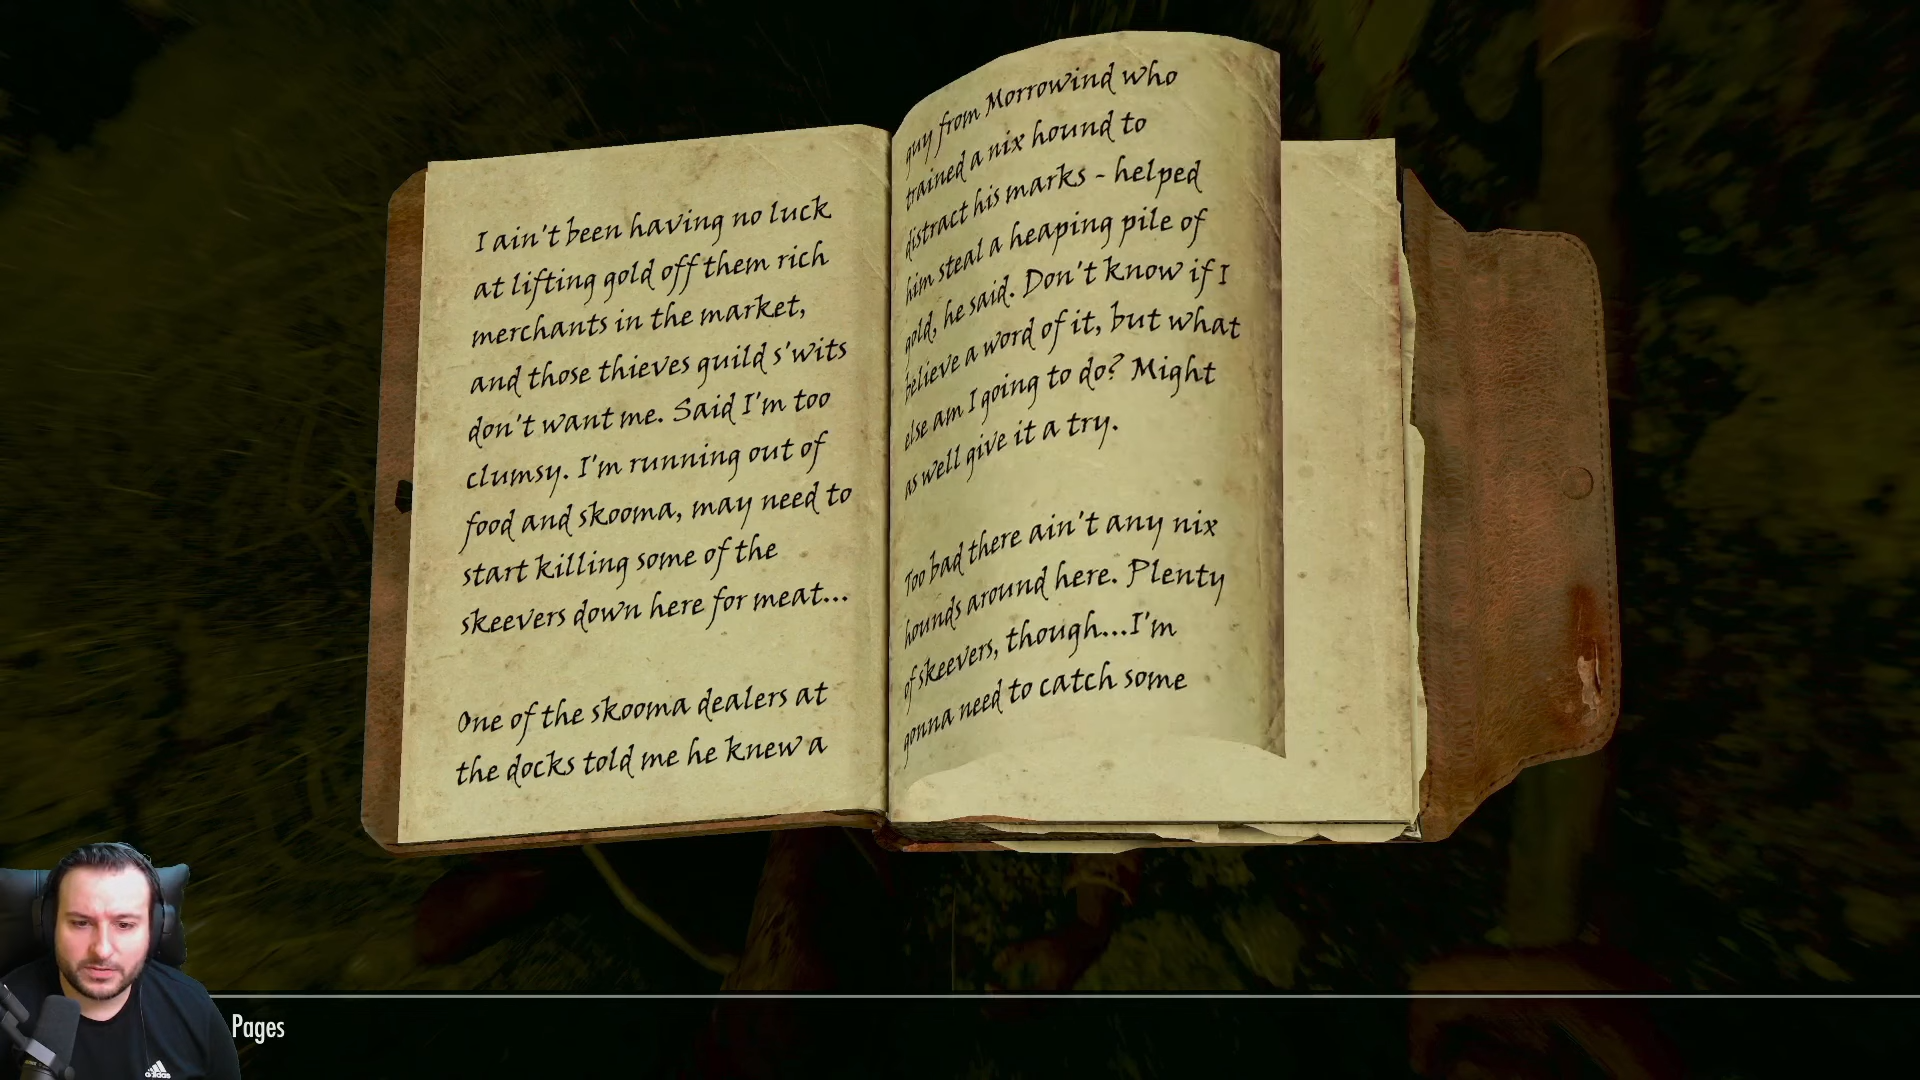 I ain't been having no luck
at lifting gold off them rich
merchants in the market,
and those thieves guild s'wits
don't want me. Said I'm too
clumsy. I'm running out of
food and skooma, may need to
start killing some of the
skeevers down here for meat...
One of the skooma dealers at
the docks told me he knew a
guy from Morrowind who
trained a nix hound to
distract his marks - helped
him steal a heaping pile of
gold, he said. Don't know if I
believe a word of it, but what
else am I going to do? Might
as well give it a try.
Too bad there ain't any nix
hounds around here. Plenty
of skeevers, though...I'm
gonna need to catch some
Pages
adidas